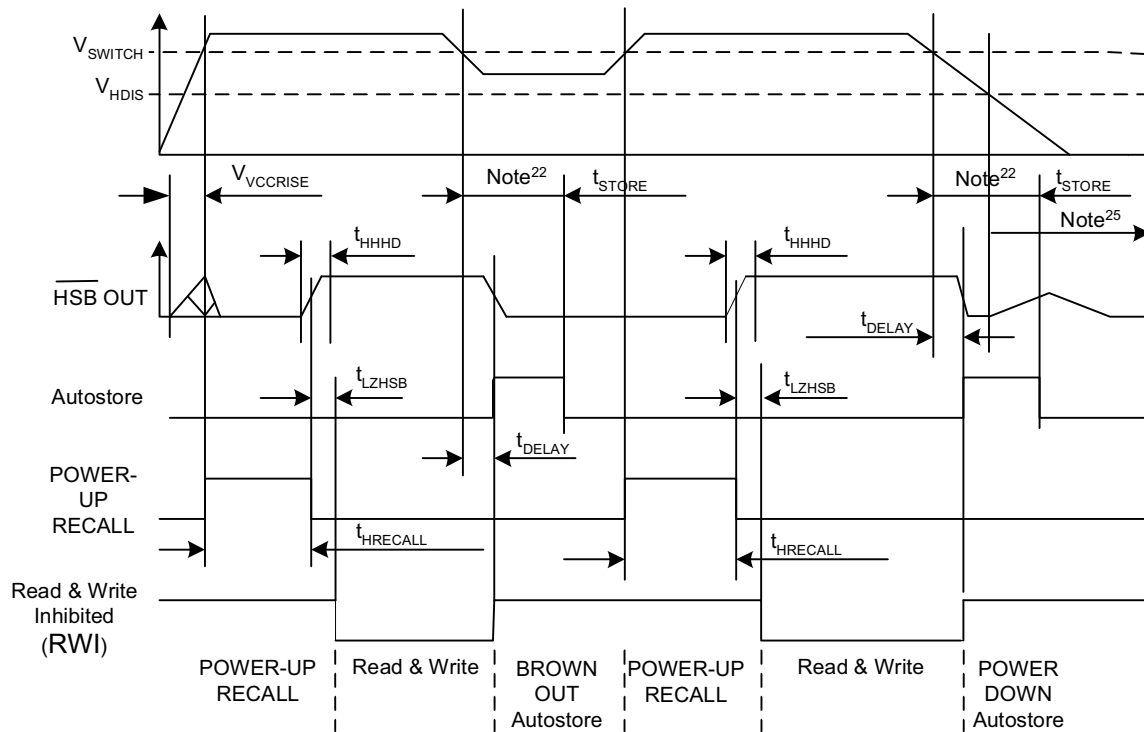 VSWITCH
VHDIS
VVCCRISE
Note22
tSTORE
Note22
tSTORE
Note25
tHHHD
tHHHD
HSB OUT
tDELAY
tLZHSB
tLZHSB
Autostore
tDELAY
POWER-
UP
RECALL
tHRECALL
tHRECALL
Read & Write
Inhibited
(RWI)
POWER-UP
RECALL
Read & Write
BROWN
OUT
Autostore
POWER-UP
RECALL
Read & Write
POWER
DOWN
Autostore